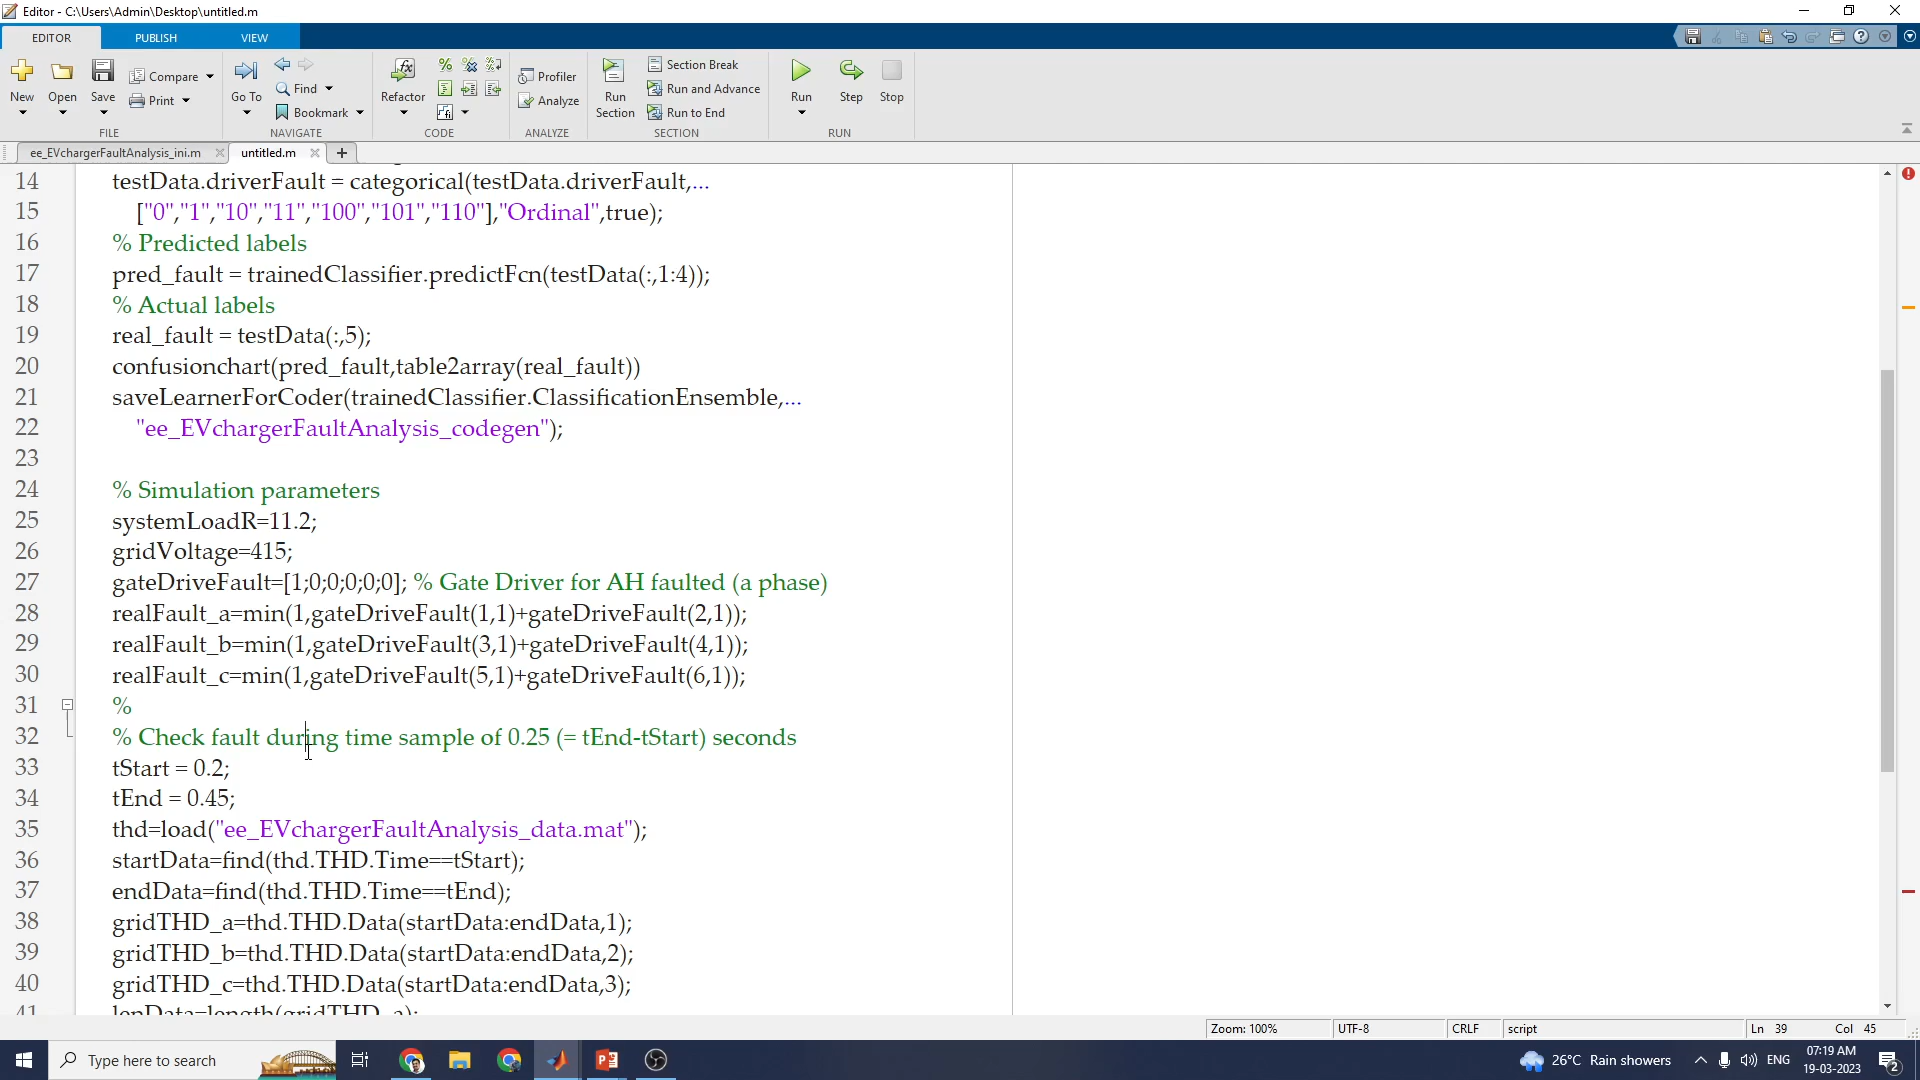 Editor - C:\Users\Admin\Desktop\untitled.m
EDITOR PUBLISH VIEW
New Open Save Compare Print Go To Find Bookmark Refactor Profiler Analyze Run Section Section Break Run and Advance Run to End Run Step Stop
FILE NAVIGATE CODE ANALYZE SECTION RUN
ee_EVchargerFaultAnalysis_ini.m untitled.m
14 testData.driverFault = categorical(testData.driverFault,...
15 ["0","1","10","11","100","101","110"],"Ordinal",true);
16 % Predicted labels
17 pred_fault = trainedClassifier.predictFcn(testData(:,1:4));
18 % Actual labels
19 real_fault = testData(:,5);
20 confusionchart(pred_fault,table2array(real_fault))
21 saveLearnerForCoder(trainedClassifier.ClassificationEnsemble,...
22 "ee_EVchargerFaultAnalysis_codegen");
23
24 % Simulation parameters
25 systemLoadR=11.2;
26 gridVoltage=415;
27 gateDriveFault=[1;0;0;0;0;0]; % Gate Driver for AH faulted (a phase)
28 realFault_a=min(1,gateDriveFault(1,1)+gateDriveFault(2,1));
29 realFault_b=min(1,gateDriveFault(3,1)+gateDriveFault(4,1));
30 realFault_c=min(1,gateDriveFault(5,1)+gateDriveFault(6,1));
31 %
32 % Check fault during time sample of 0.25 (= tEnd-tStart) seconds
33 tStart = 0.2;
34 tEnd = 0.45;
35 thd=load("ee_EVchargerFaultAnalysis_data.mat");
36 startData=find(thd.THD.Time==tStart);
37 endData=find(thd.THD.Time==tEnd);
38 gridTHD_a=thd.THD.Data(startData:endData,1);
39 gridTHD_b=thd.THD.Data(startData:endData,2);
40 gridTHD_c=thd.THD.Data(startData:endData,3);
41 lenData=length(gridTHD_a);
Zoom: 100% UTF-8 CRLF script Ln 39 Col 45
Type here to search 26°C Rain showers ENG 07:19 AM
19-03-2023 2